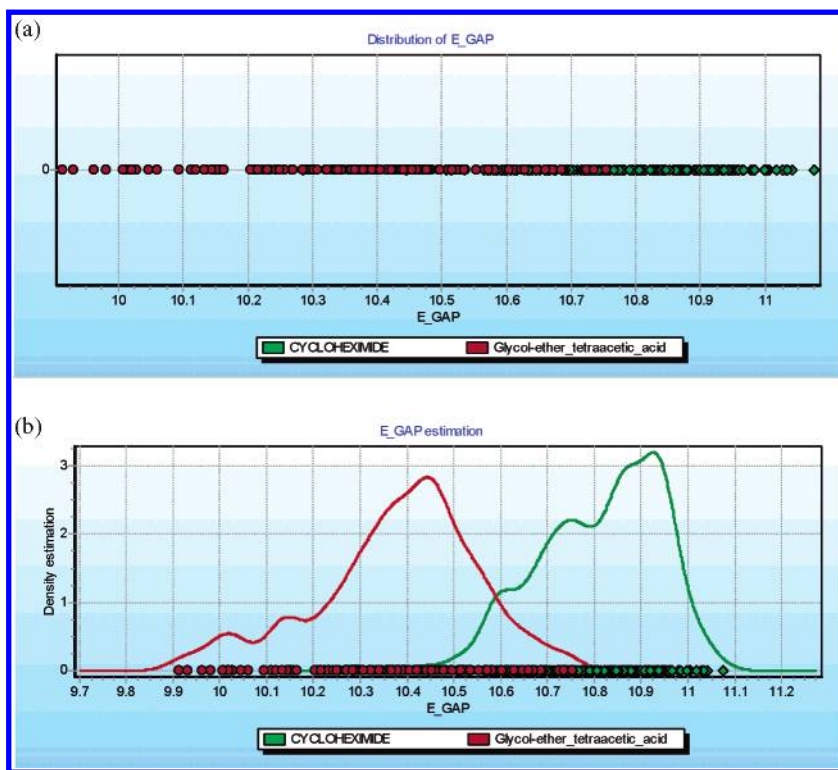 (a)
Distribution of E_GAP
0
10 10.1 10.2 10.3 10.4 10.5 10.6 10.7 10.8 10.9 11
E_GAP
CYCLOHEXIMIDE Glycol-ether_tetraacetic_acid
(b)
E_GAP estimation
Density estimation
3
2
1
0
9.7 9.8 9.9 10 10.1 10.2 10.3 10.4 10.5 10.6 10.7 10.8 10.9 11 11.1 11.2
E_GAP
CYCLOHEXIMIDE Glycol-ether_tetraacetic_acid